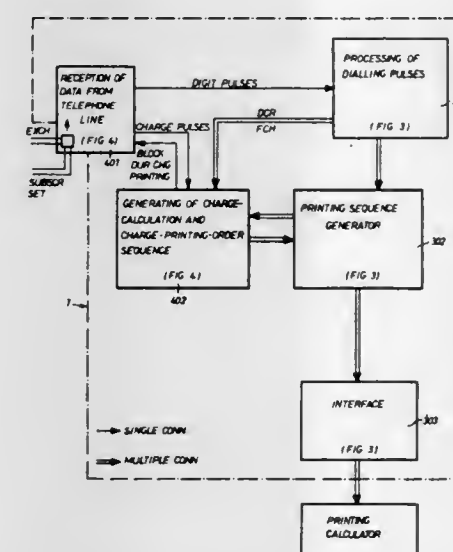 RECEPTION OF
DATA FROM
TELEPHONE
LINE
(FIG 4)
401
EXCH
SUBSCR
SET
DIGIT PULSES
CHARGE PULSES
BLOCK
DUR CHG
PRINTING
DCR
FCH
PROCESSING OF
DIALLING PULSES
(FIG 3)
GENERATING OF CHARGE-
CALCULATION AND
CHARGE-PRINTING-ORDER
SEQUENCE
(FIG 4)
402
PRINTING SEQUENCE
GENERATOR
(FIG 3)
302
INTERFACE
(FIG 3)
303
SINGLE CONN
MULTIPLE CONN
PRINTING
CALCULATOR